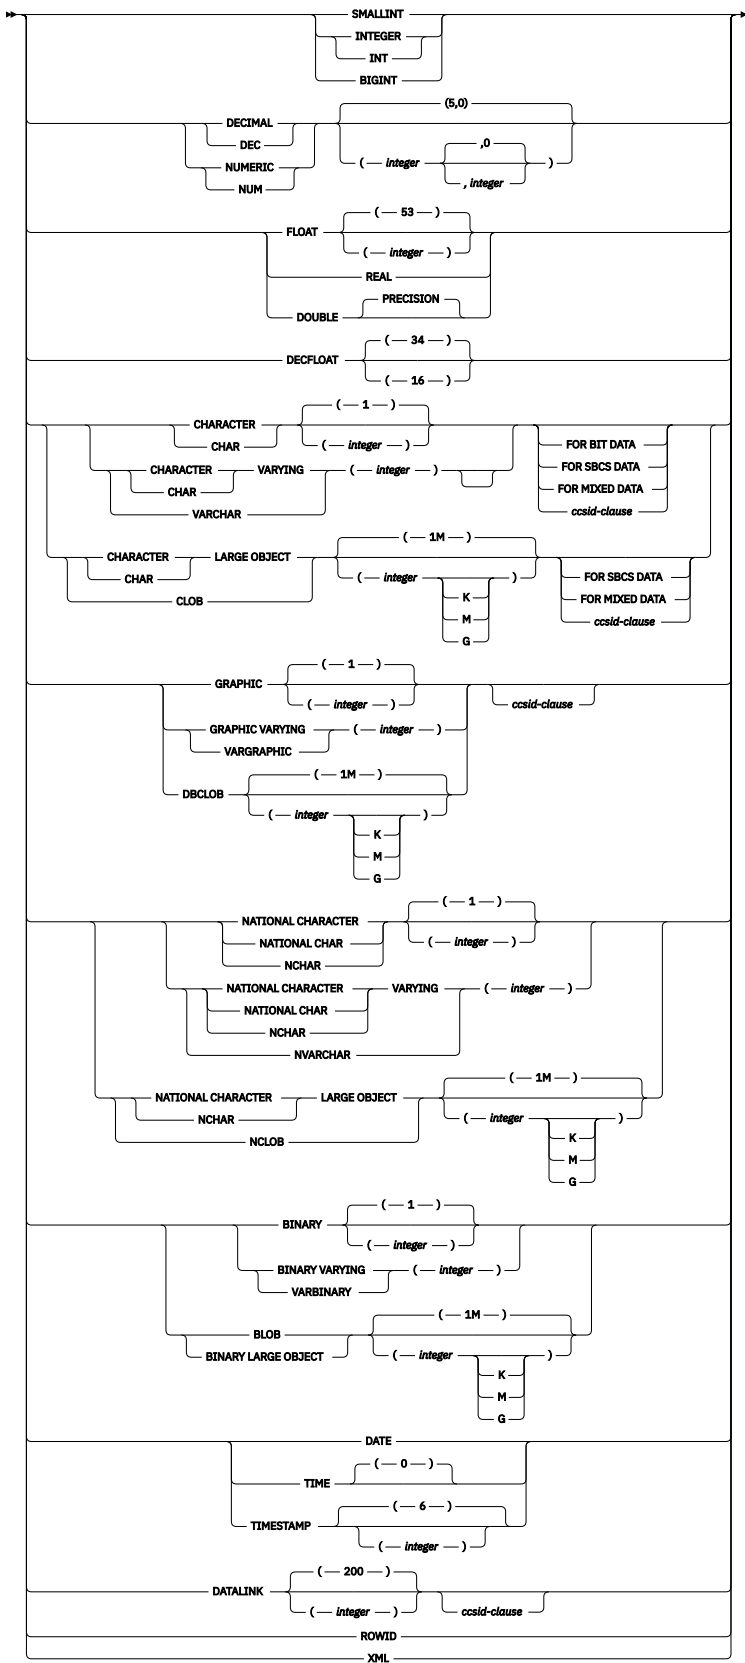 SMALLINT
INTEGER
INT
BIGINT
(5,0)
DECIMAL
DEC
,0
( integer )
NUMERIC
, integer
NUM
( 53 )
FLOAT
( integer )
REAL
PRECISION
DOUBLE
( 34 )
DECFLOAT
( 16 )
( 1 )
CHARACTER
CHAR
( integer )
FOR BIT DATA
CHARACTER VARYING ( integer )
FOR SBCS DATA
CHAR
FOR MIXED DATA
VARCHAR
ccsid-clause
( 1M )
CHARACTER LARGE OBJECT
CHAR
( integer )
FOR SBCS DATA
CLOB
K
FOR MIXED DATA
M
ccsid-clause
G
( 1 )
GRAPHIC
( integer )
ccsid-clause
GRAPHIC VARYING ( integer )
VARGRAPHIC
( 1M )
DBCLOB
( integer )
K
M
G
( 1 )
NATIONAL CHARACTER
NATIONAL CHAR
( integer )
NCHAR
NATIONAL CHARACTER VARYING ( integer )
NATIONAL CHAR
NCHAR
NVARCHAR
( 1M )
NATIONAL CHARACTER LARGE OBJECT
NCHAR
( integer )
NCLOB
K
M
G
( 1 )
BINARY
( integer )
BINARY VARYING ( integer )
VARBINARY
( 1M )
BLOB
BINARY LARGE OBJECT
( integer )
K
M
G
DATE
( 0 )
TIME
( 6 )
TIMESTAMP
( integer )
( 200 )
DATALINK
( integer )
ccsid-clause
ROWID
XML